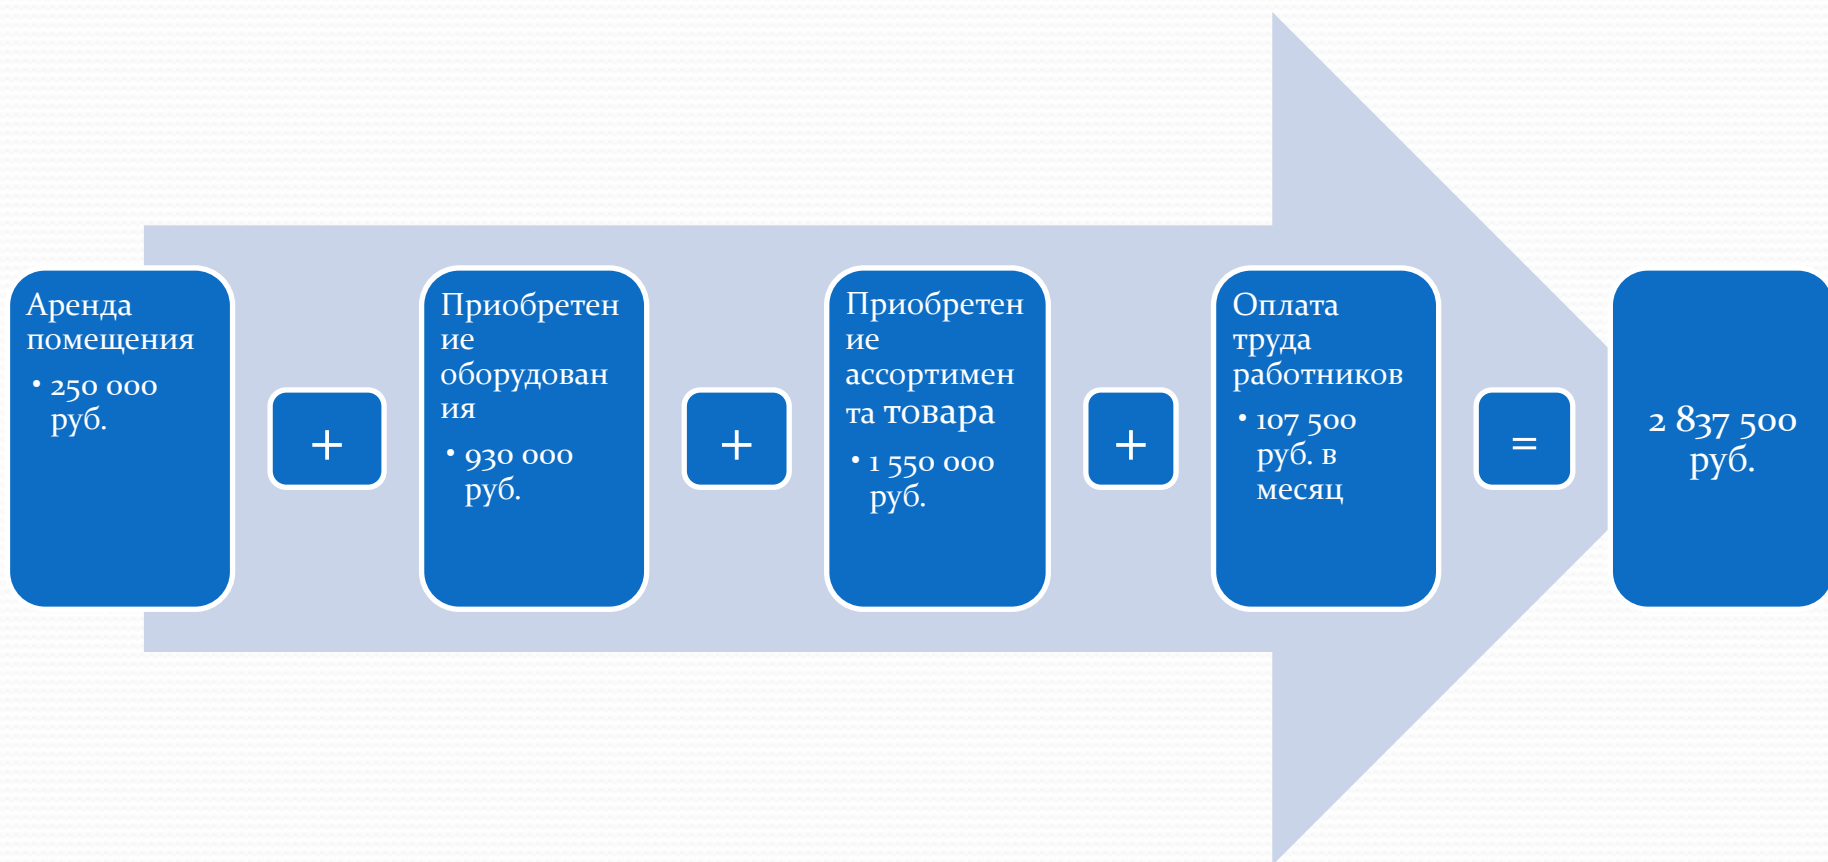 Аренда
помещения
• 250 000
руб.
+
Приобретен
ие
оборудован
ия
• 930 000
руб.
+
Приобретен
ие
ассортимен
та товара
• 1 550 000
руб.
+
Оплата
труда
работников
• 107 500
руб. в
месяц
=
2 837 500
руб.